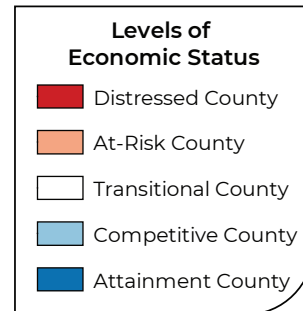 Levels of
Economic Status
Distressed County
At-Risk County
Transitional County
Competitive County
Attainment County